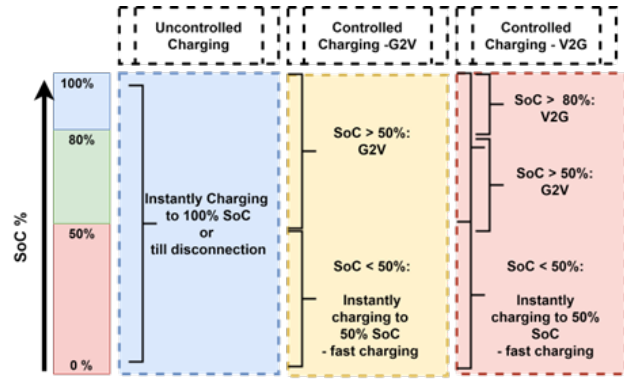 Uncontrolled
Charging
Controlled
Charging -G2V
Controlled
Charging - V2G
SoC %
100%
80%
50%
0 %
Instantly Charging
to 100% SoC
or
till disconnection
SoC > 50%:
G2V
SoC < 50%:
Instantly
charging to
50% SoC
- fast charging
SoC > 80%:
V2G
SoC > 50%:
G2V
SoC < 50%:
Instantly
charging to 50%
SoC
- fast charging